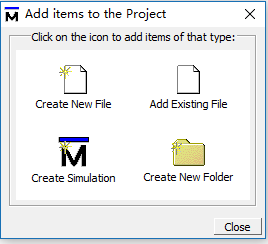 Add items to the Project
Click on the icon to add items of that type:
Create New File
Add Existing File
Create Simulation
Create New Folder
Close